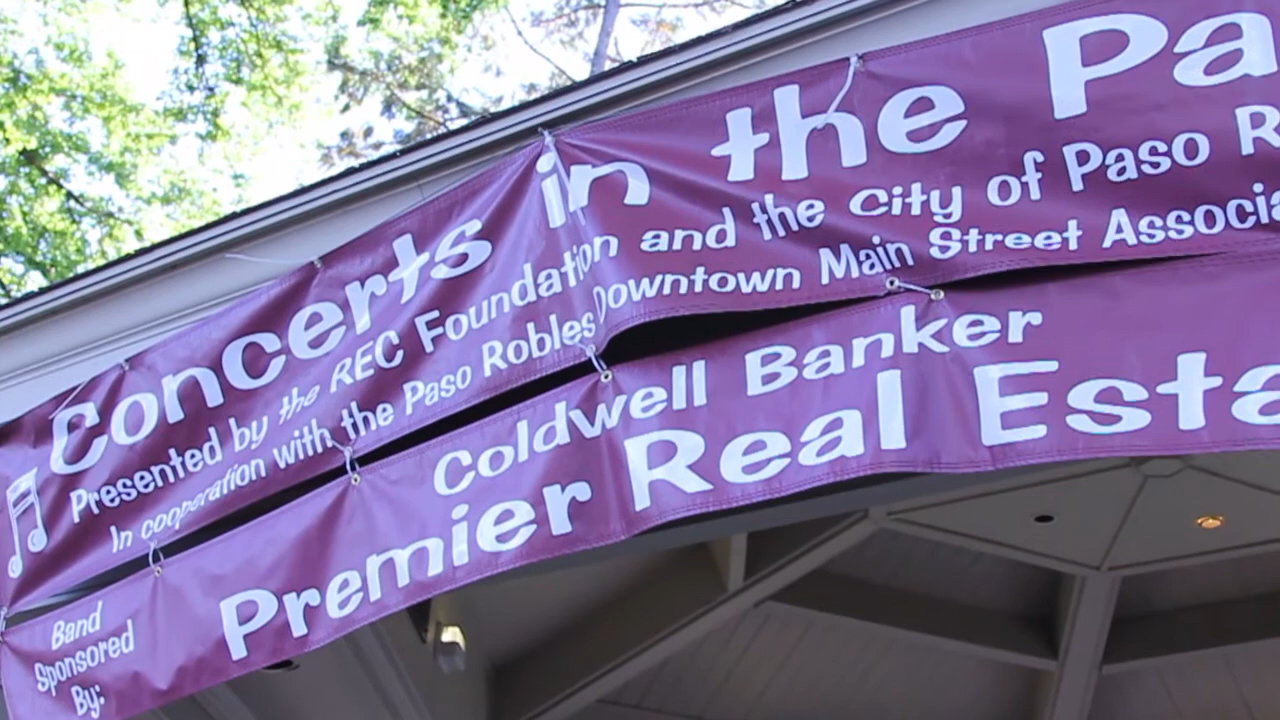 Concerts in the Pa
Presented by the REC Foundation and the City of Paso R
In cooperation with the Paso Robles Downtown Main Street Associa
Band
Sponsored
By:
Coldwell Banker
Premier Real Esta